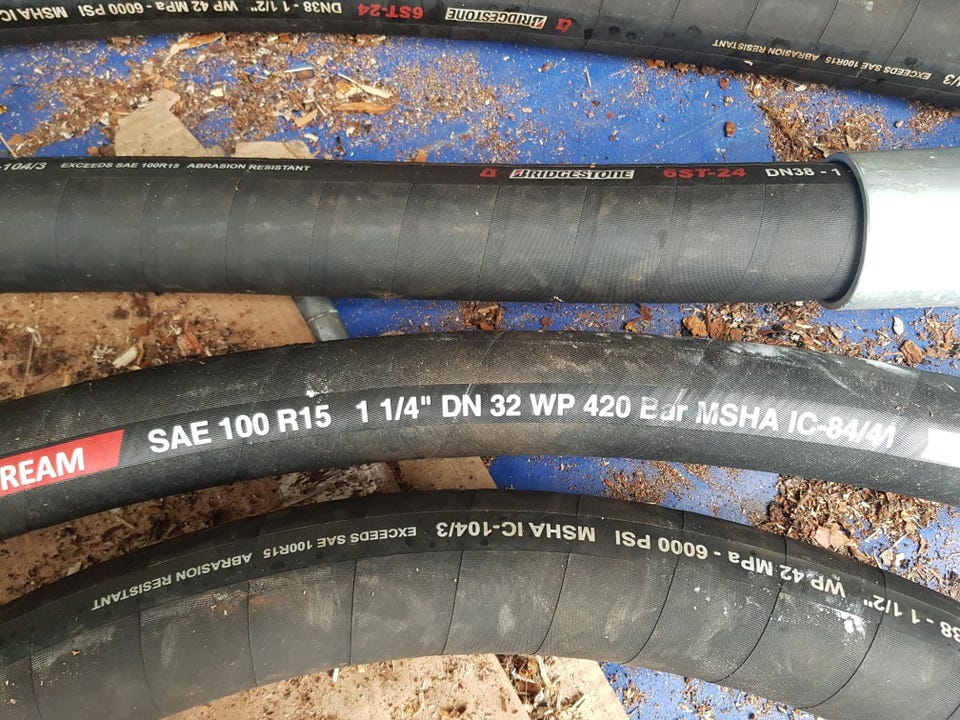 DN38 - 1 1/2" WP 42 MPa - 6000 PSI MSHA IC-
6ST-24
BRIDGESTONE
EXCEEDS SAE 100R15 ABRASION RESISTANT
/3
-104/3 EXCEEDS SAE 100R15 ABRASION RESISTANT BRIDGESTONE 6ST-24 DN38 - 1
REAM SAE 100 R15 1 1/4" DN 32 WP 420 Bar MSHA IC-84/41
38 - 1 1/2" WP 42 MPa - 6000 PSI MSHA IC-104/3 EXCEEDS SAE 100R15 ABRASION RESISTANT